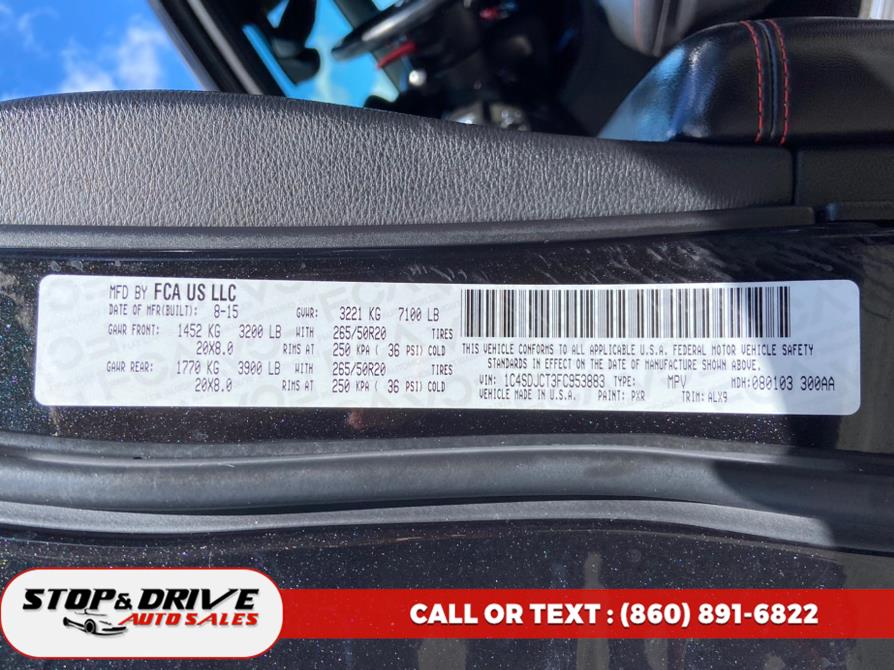 MFD BY FCA US LLC
DATE OF MFR(BUILT): 8-15 GVWR: 3221 KG 7100 LB
GAWR FRONT: 1452 KG 3200 LB WITH 265/50R20 TIRES
20X8.0 RIMS AT 250 KPA ( 36 PSI) COLD
GAWR REAR: 1770 KG 3900 LB WITH 265/50R20 TIRES
20X8.0 RIMS AT 250 KPA ( 36 PSI) COLD
THIS VEHICLE CONFORMS TO ALL APPLICABLE U.S.A. FEDERAL MOTOR VEHICLE SAFETY
STANDARDS IN EFFECT ON THE DATE OF MANUFACTURE SHOWN ABOVE.
VIN: 1C4SDJCT3FC953883 TYPE: MPV MDH:080103 300AA
VEHICLE MADE IN U.S.A. PAINT: PXR TRIM: ALX9
STOP & DRIVE
AUTO SALES
CALL OR TEXT : (860) 891-6822